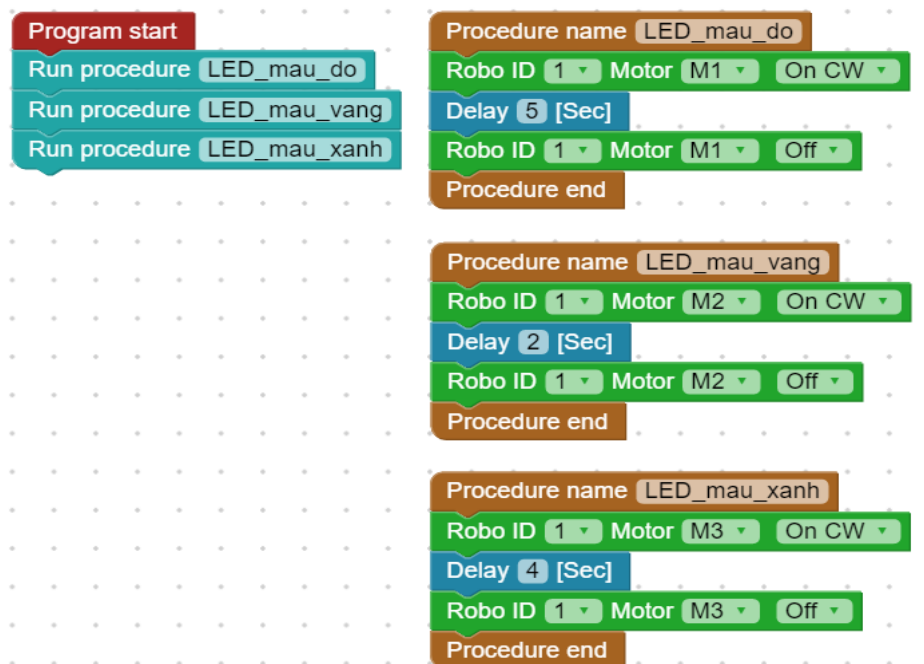 Program start
Run procedure LED_mau_do
Run procedure LED_mau_vang
Run procedure LED_mau_xanh
Procedure name LED_mau_do
Robo ID 1 Motor M1 On CW
Delay 5 [Sec]
Robo ID 1 Motor M1 Off
Procedure end
Procedure name LED_mau_vang
Robo ID 1 Motor M2 On CW
Delay 2 [Sec]
Robo ID 1 Motor M2 Off
Procedure end
Procedure name LED_mau_xanh
Robo ID 1 Motor M3 On CW
Delay 4 [Sec]
Robo ID 1 Motor M3 Off
Procedure end